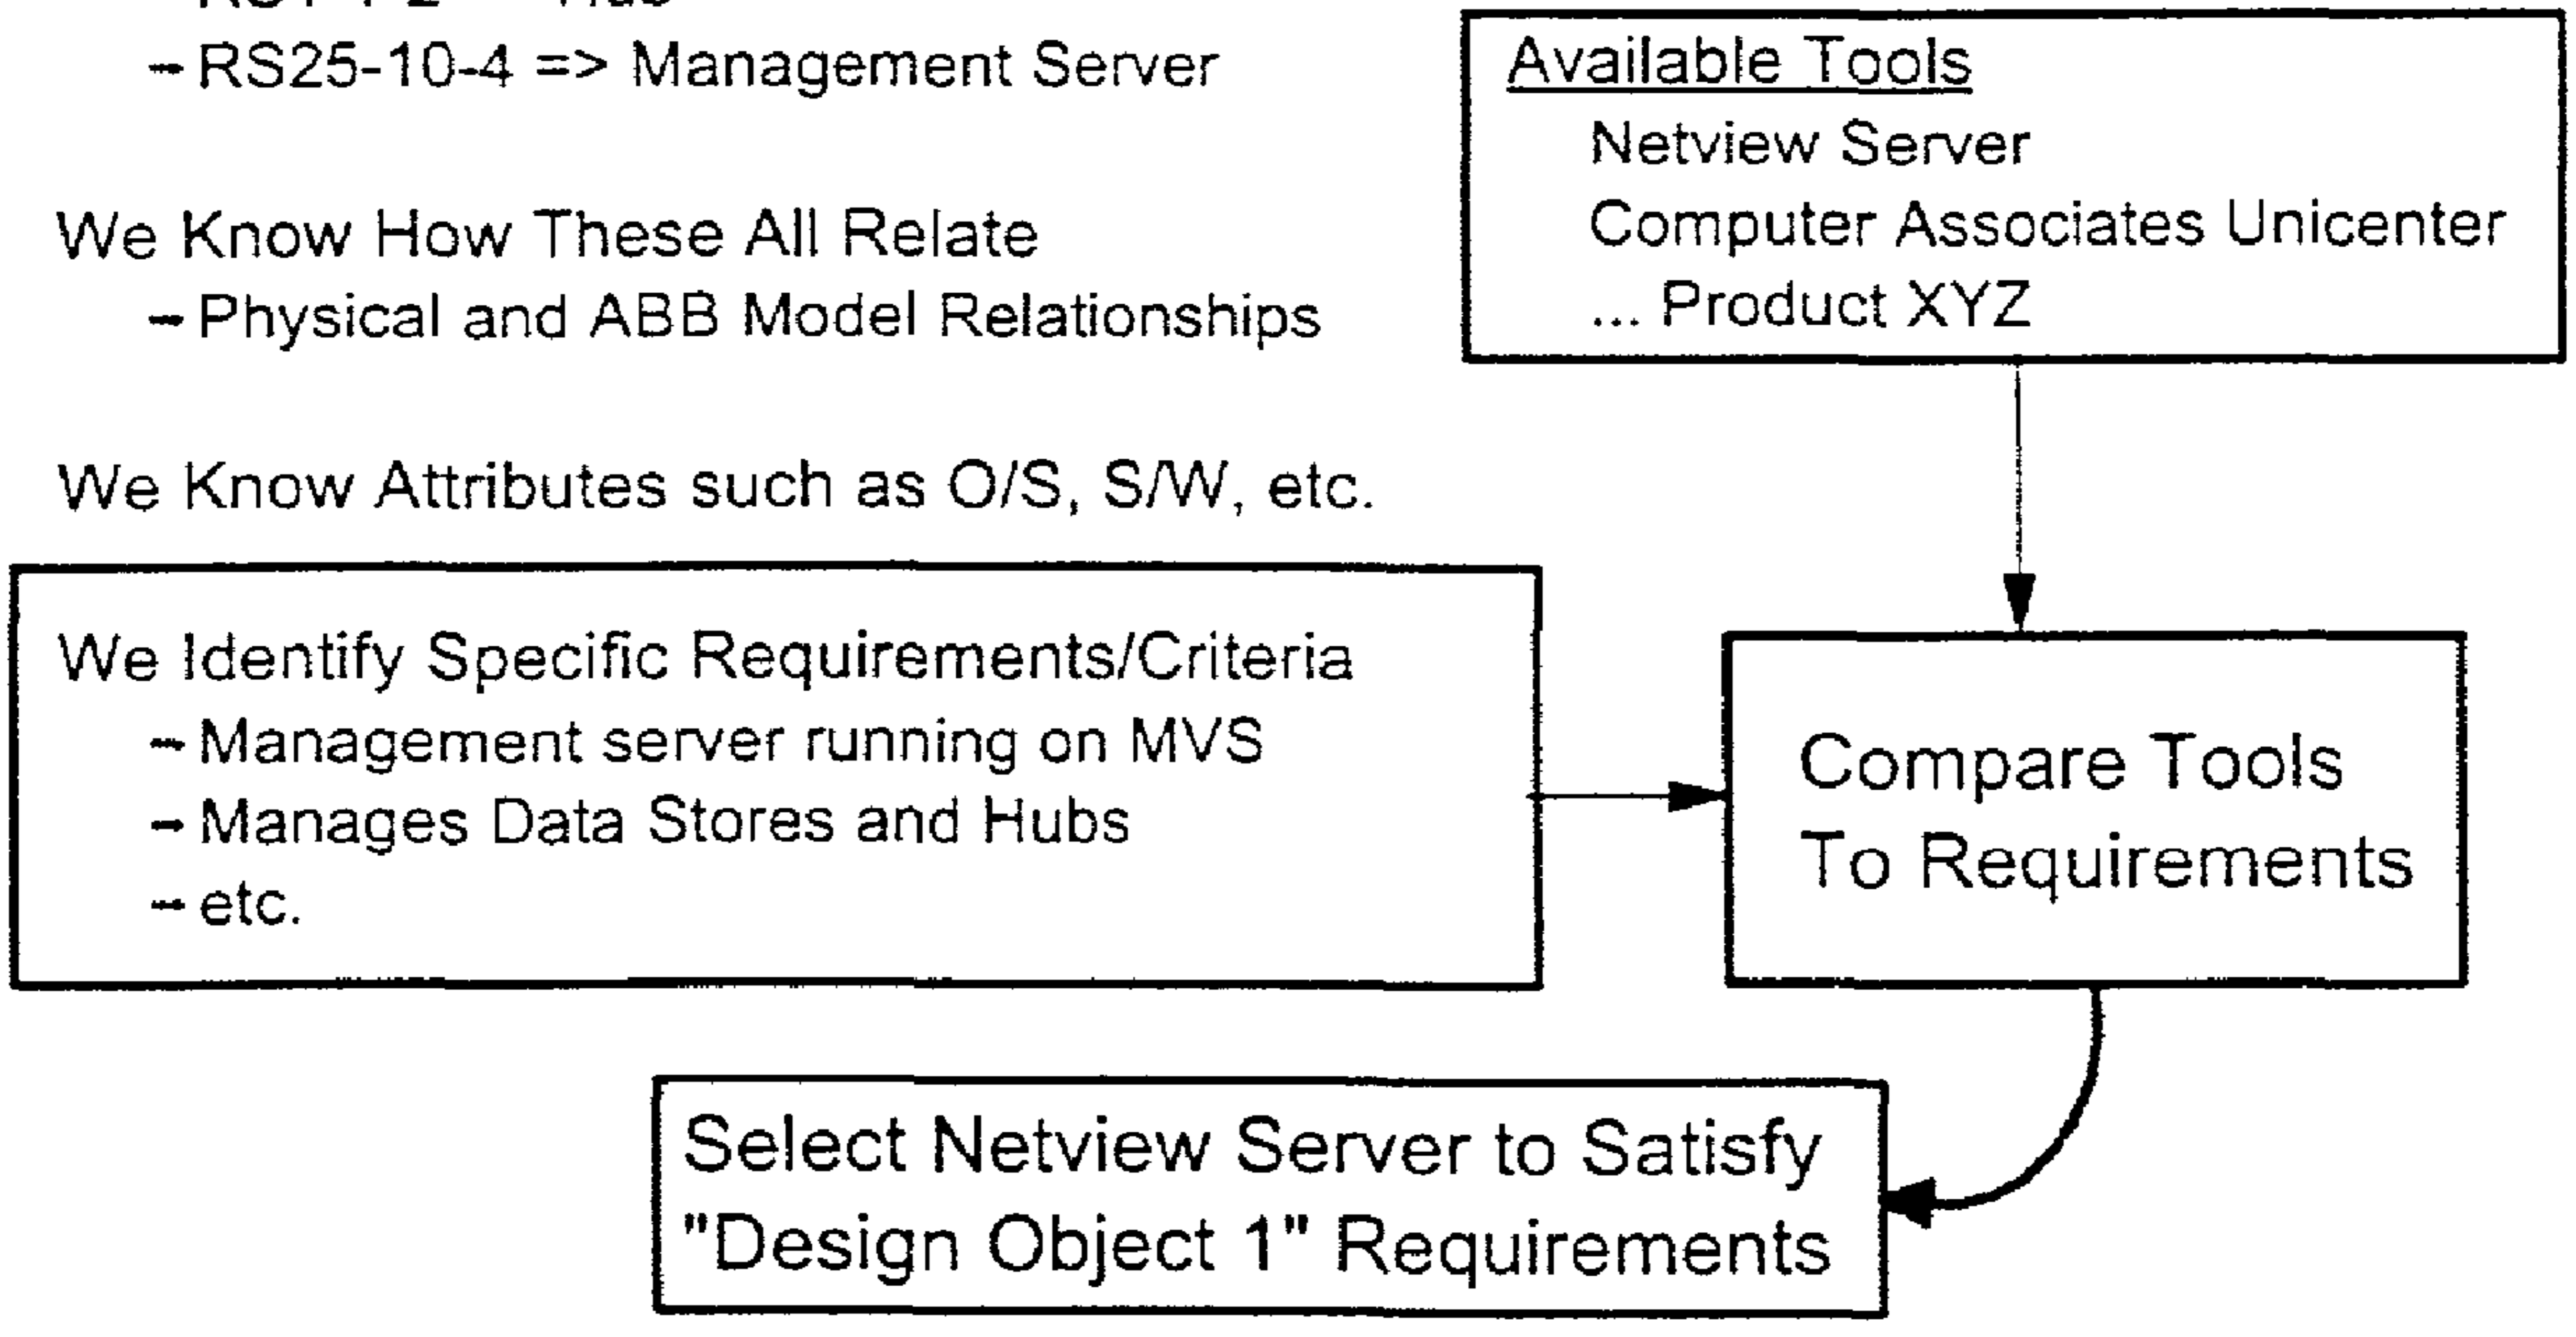 – RS25-10-4 => Management Server
We Know How These All Relate
– Physical and ABB Model Relationships
We Know Attributes such as O/S, S/W, etc.
Available Tools
Netview Server
Computer Associates Unicenter
... Product XYZ
We Identify Specific Requirements/Criteria
– Management server running on MVS
– Manages Data Stores and Hubs
– etc.
Compare Tools
To Requirements
Select Netview Server to Satisfy
"Design Object 1" Requirements